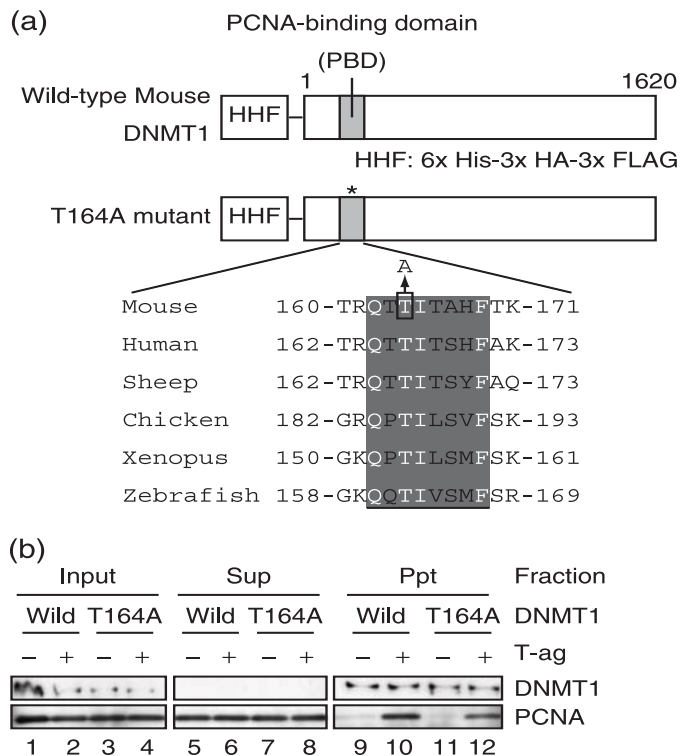 (a)
PCNA-binding domain
(PBD)
1 1620
Wild-type Mouse DNMT1
HHF
HHF: 6x His-3x HA-3x FLAG
*
T164A mutant HHF
A
Mouse 160-TRQTTITAHFTK-171
Human 162-TRQTTITSHFAK-173
Sheep 162-TRQTTITSYFAQ-173
Chicken 182-GRQPTILSVFSK-193
Xenopus 150-GKQPTILSMFSK-161
Zebrafish 158-GKQQTIVSMFSR-169
(b)
Input Sup Ppt Fraction
Wild T164A Wild T164A Wild T164A DNMT1
− + − + − + − + − + − + T-ag
DNMT1
PCNA
1 2 3 4 5 6 7 8 9 10 11 12